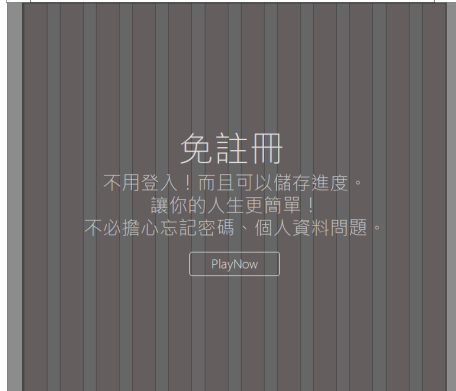 免註冊
不用登入！而且可以儲存進度。
讓你的人生更簡單！
不必擔心忘記密碼、個人資料問題。
PlayNow